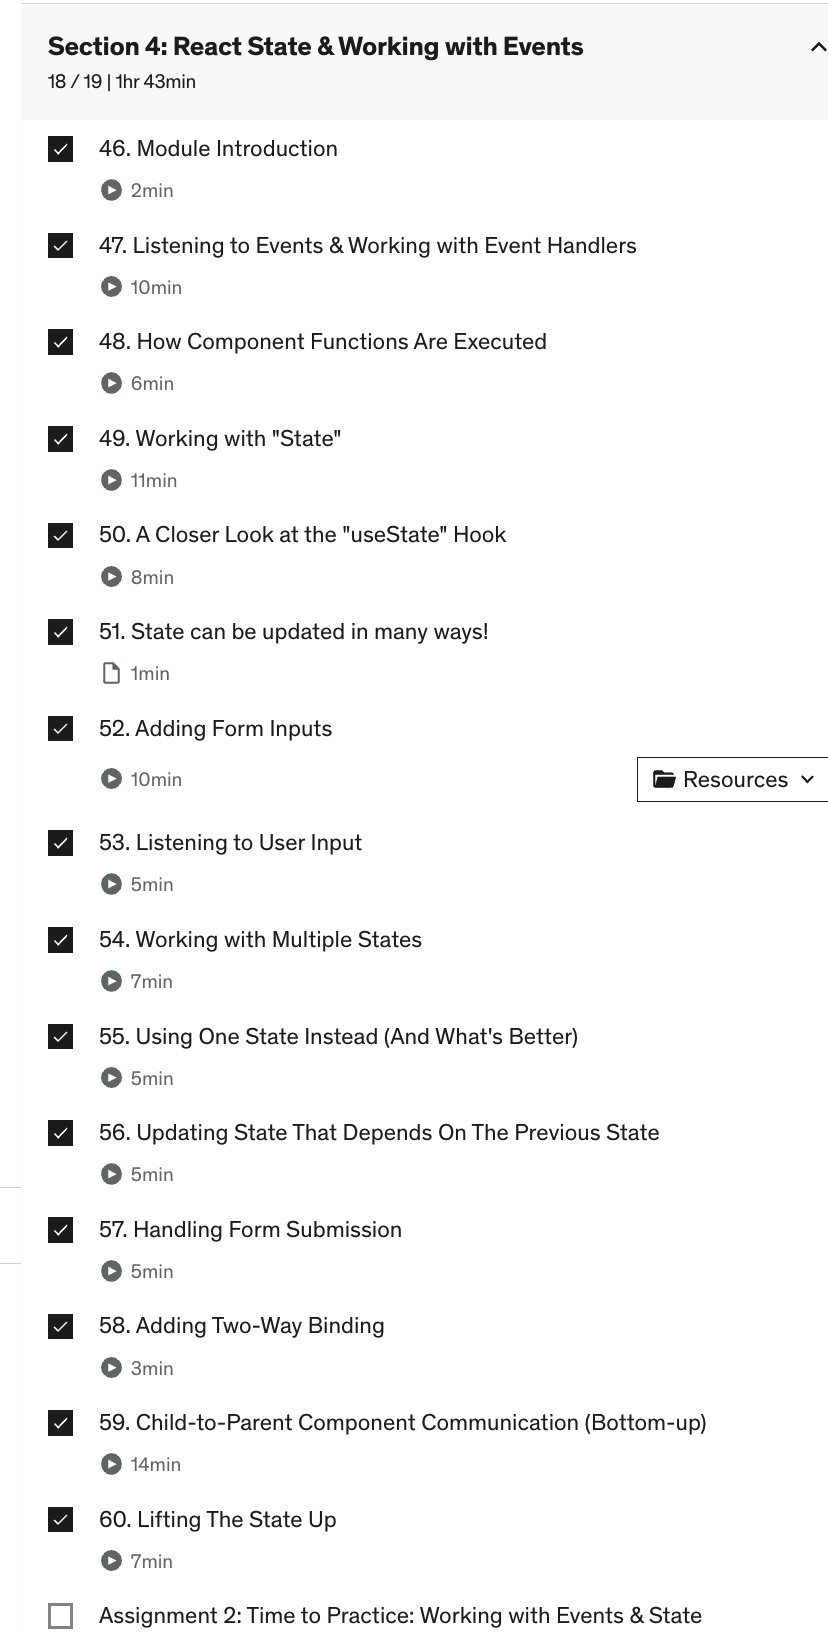 Section 4: React State & Working with Events
18 / 19 | 1hr 43min
46. Module Introduction
2min
47. Listening to Events & Working with Event Handlers
10min
48. How Component Functions Are Executed
6min
49. Working with "State"
11min
50. A Closer Look at the "useState" Hook
8min
51. State can be updated in many ways!
1min
52. Adding Form Inputs
10min
Resources
53. Listening to User Input
5min
54. Working with Multiple States
7min
55. Using One State Instead (And What's Better)
5min
56. Updating State That Depends On The Previous State
5min
57. Handling Form Submission
5min
58. Adding Two-Way Binding
3min
59. Child-to-Parent Component Communication (Bottom-up)
14min
60. Lifting The State Up
7min
Assignment 2: Time to Practice: Working with Events & State